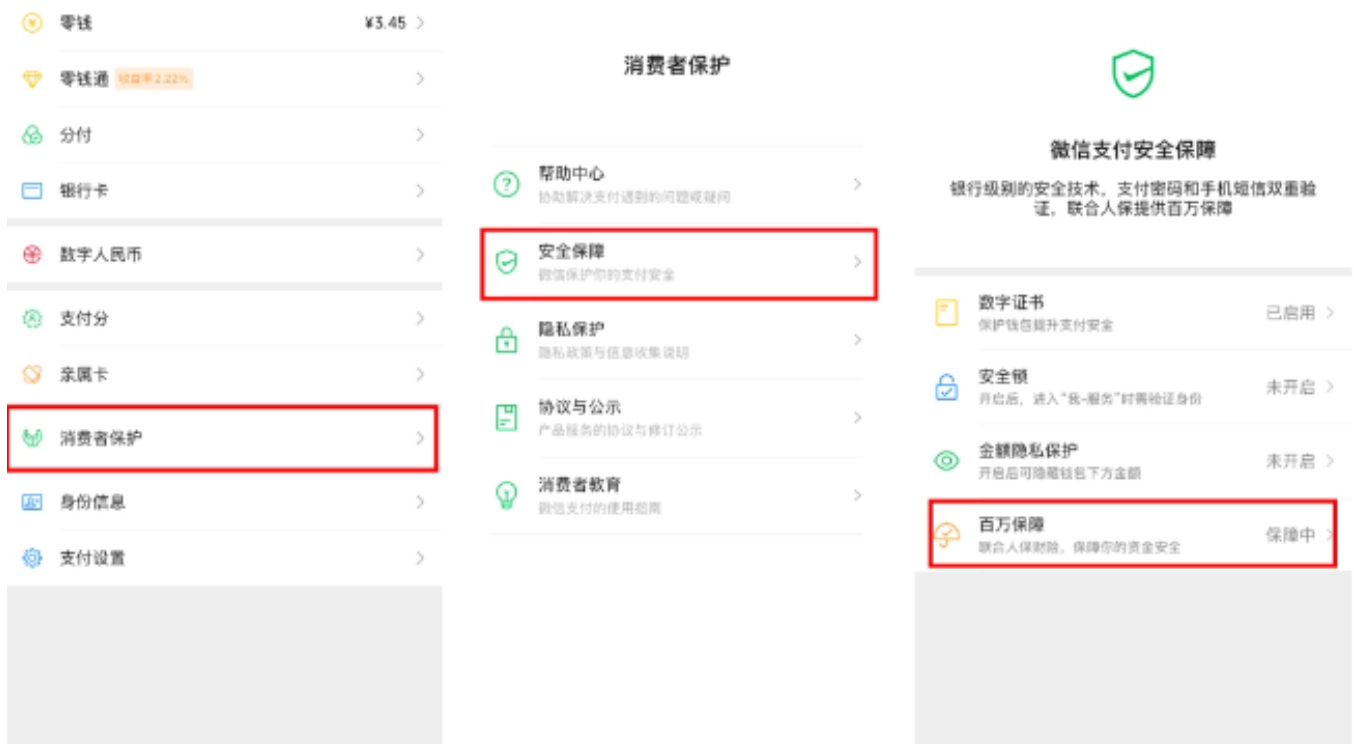 零钱
¥3.45
零钱通 收益率2.22%
分付
银行卡
数字人民币
支付分
亲属卡
消费者保护
身份信息
支付设置
消费者保护
帮助中心
协助解决支付遇到的问题或疑问
安全保障
微信保护你的支付安全
隐私保护
隐私政策与信息收集说明
协议与公示
产品服务的协议与修订公示
消费者教育
微信支付的使用指南
微信支付安全保障
银行级别的安全技术，支付密码和手机短信双重验
证，联合人保提供百万保障
数字证书
保护钱包提升支付安全
已启用
安全锁
开启后，进入“我-服务”时需验证身份
未开启
金额隐私保护
开启后可隐藏钱包下方金额
未开启
百万保障
联合人保财险，保障你的资金安全
保障中